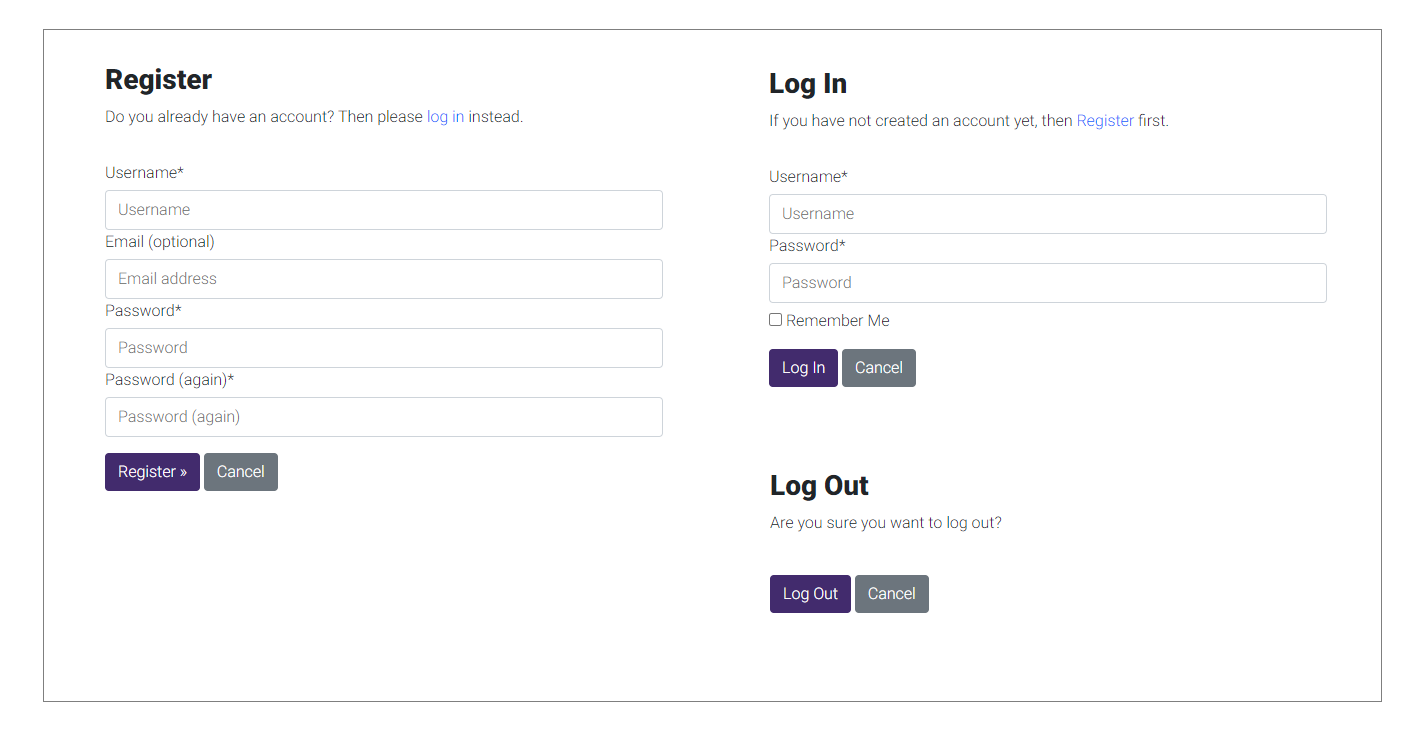 Register
Do you already have an account? Then please log in instead.
Username*
Username
Email (optional)
Email address
Password*
Password
Password (again)*
Password (again)
Register »
Cancel
Log In
If you have not created an account yet, then Register first.
Username*
Username
Password*
Password
Remember Me
Log In
Cancel
Log Out
Are you sure you want to log out?
Log Out
Cancel